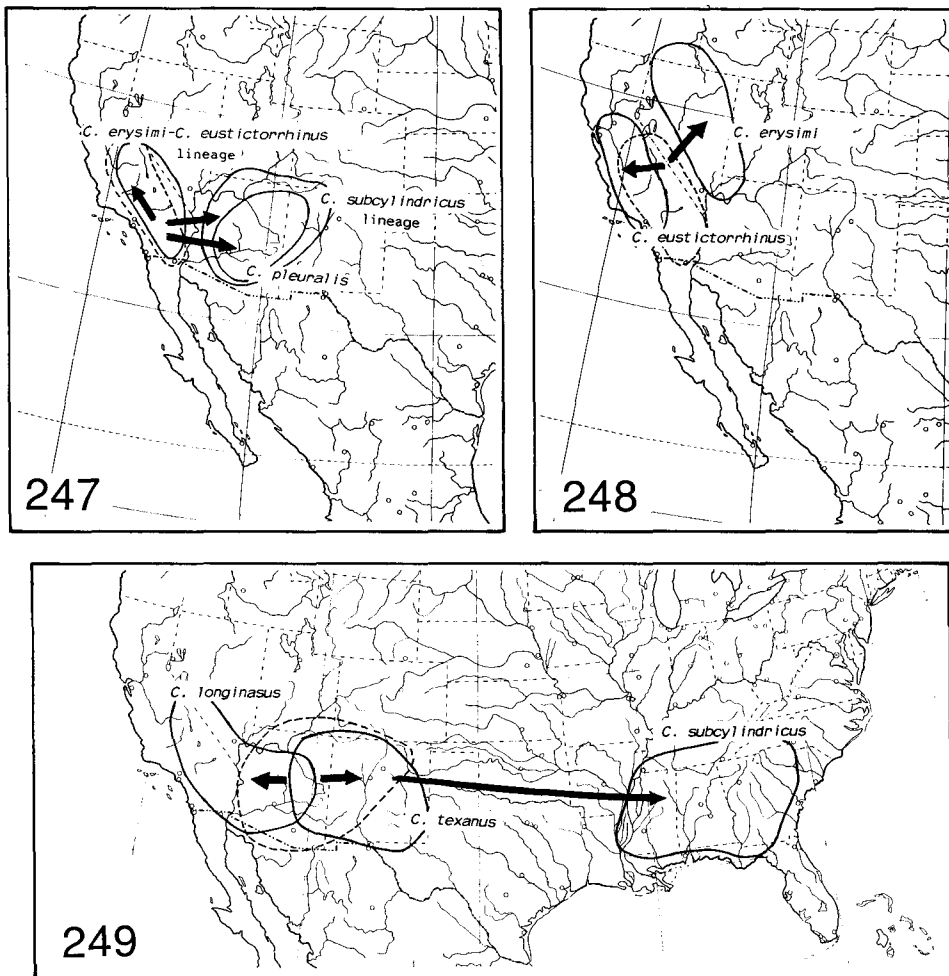 C. erysimi-C. eustictorrhinus
lineage
C. subcylindricus
lineage
C. pleuralis
247
C. erysimi
C. eustictorrhinus
248
C. longinasus
C. subcylindricus
C. texanus
249